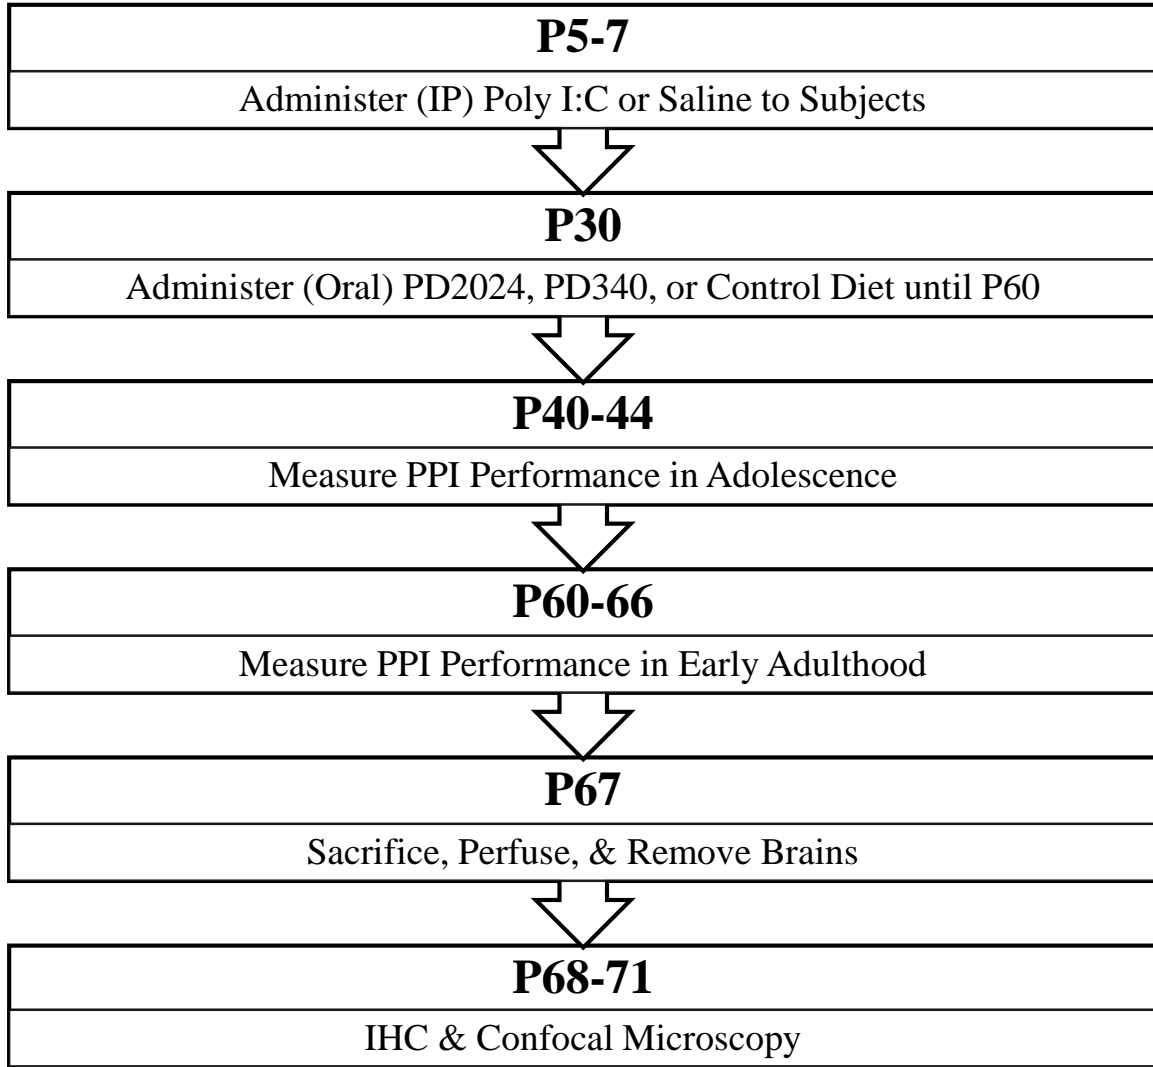 P5-7
Administer (IP) Poly I:C or Saline to Subjects
P30
Administer (Oral) PD2024, PD340, or Control Diet until P60
P40-44
Measure PPI Performance in Adolescence
P60-66
Measure PPI Performance in Early Adulthood
P67
Sacrifice, Perfuse, & Remove Brains
P68-71
IHC & Confocal Microscopy